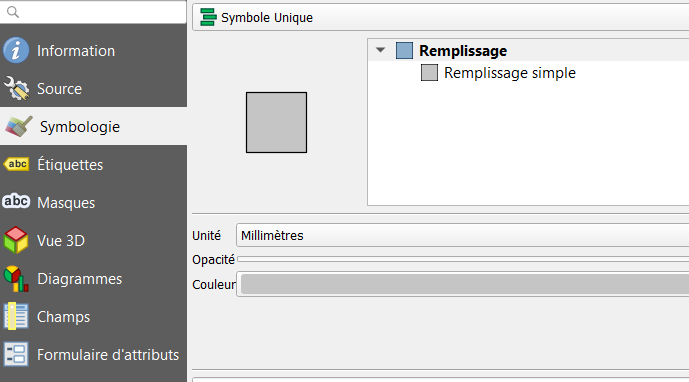 Symbole Unique
Information
Source
Symbologie
abc Étiquettes
abc Masques
Vue 3D
Diagrammes
Champs
Formulaire d'attributs
Remplissage
Remplissage simple
Unité Millimètres
Opacité
Couleur